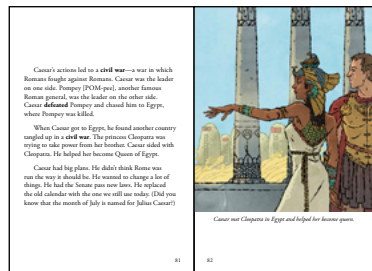 Caesar's actions led to a civil war—a war in which
Romans fought against Romans. Caesar was the leader
on one side. Pompey [POM-pee], another famous
Roman general, was the leader on the other side.
Caesar defeated Pompey and chased him to Egypt,
where Pompey was killed.
When Caesar got to Egypt, he found another country
tangled up in a civil war. The princess Cleopatra was
trying to take power from her brother. Caesar sided with
Cleopatra. He helped her become Queen of Egypt.
Caesar had big plans. He didn't think Rome was
run the way it should be. He wanted to change a lot of
things. He had the Senate pass new laws. He replaced
the old calendar with the one we still use today. (Did you
know that the month of July is named for Julius Caesar?)
81
Caesar met Cleopatra in Egypt and helped her become queen.
82